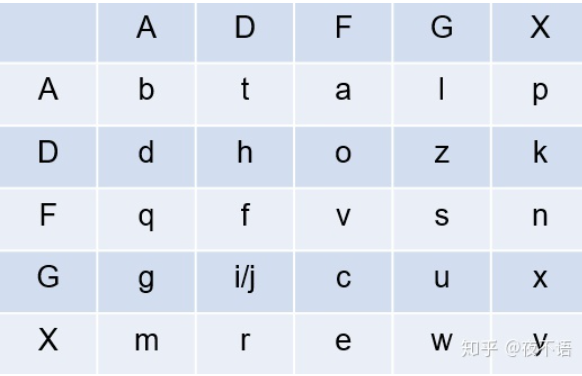 A D F G X
A b t a l p
D d h o z k
F q f v s n
G g i/j c u x
X m r e w y
知乎 @夜不语